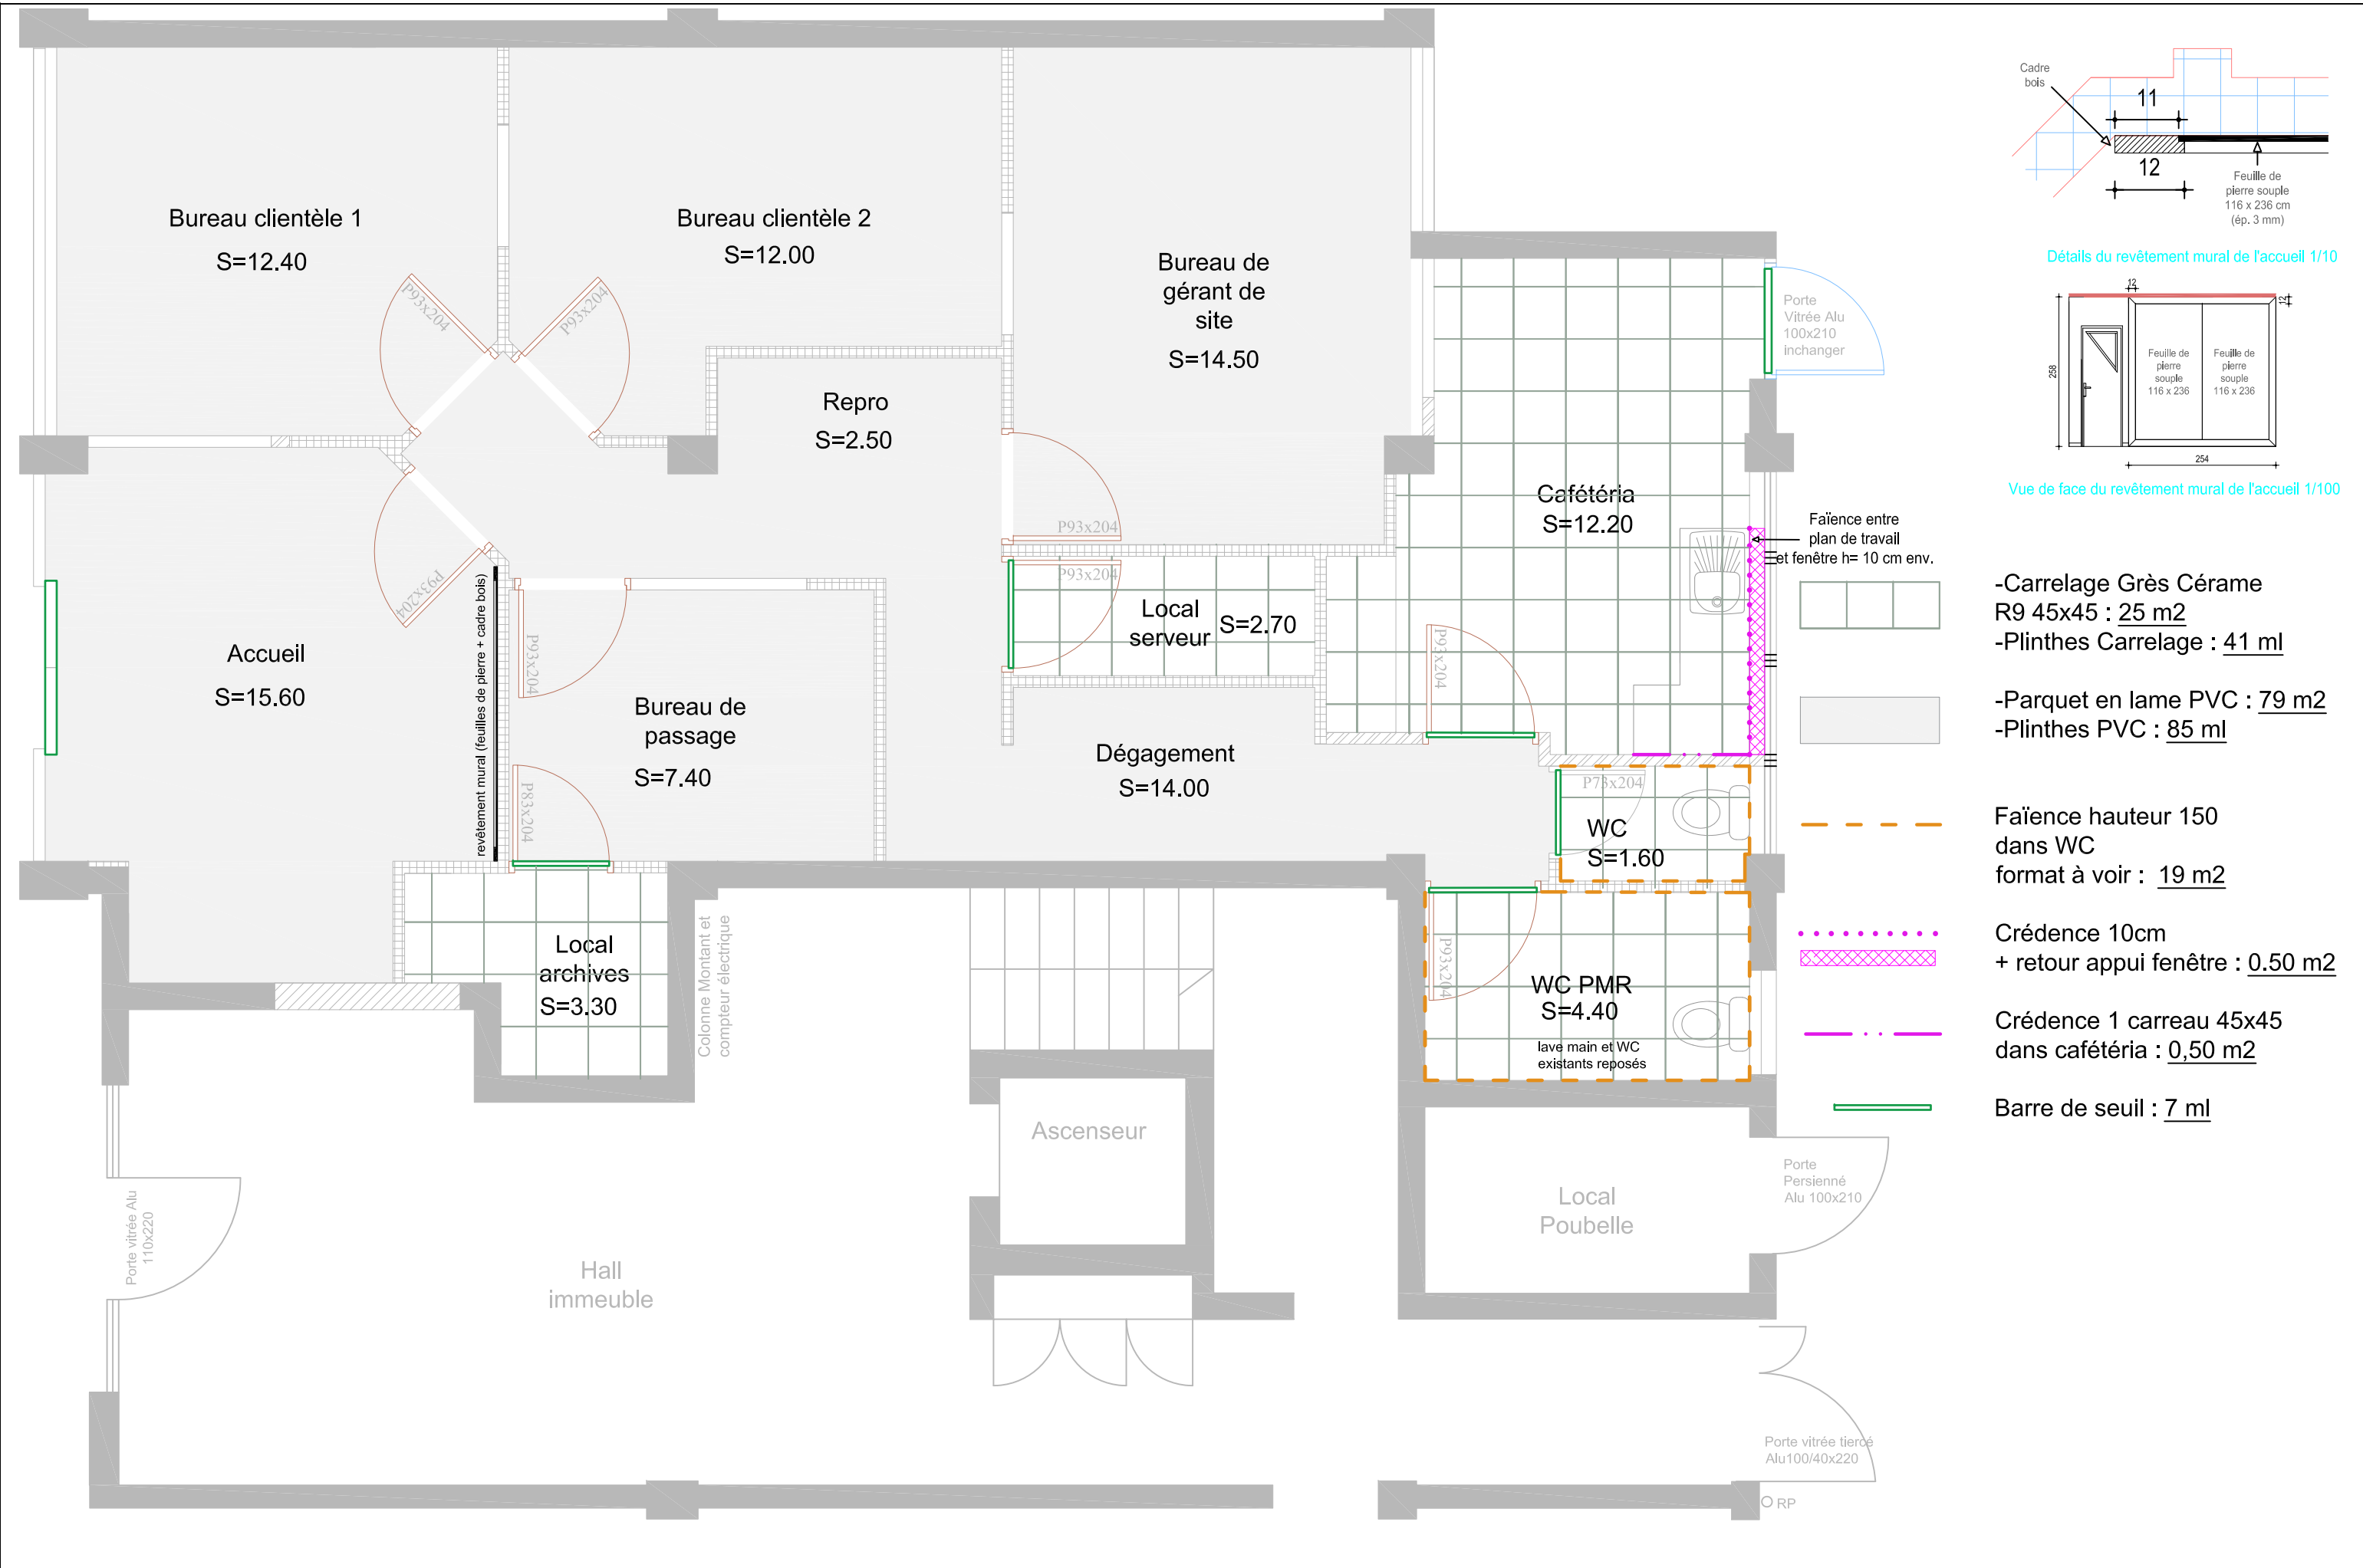 Bureau clientèle 1
S=12.40
P93x204
Bureau clientèle 2
S=12.00
P93x204
Bureau de
gérant de
site
S=14.50
Repro
S=2.50
P93x204
P93x204
Local
serveur
S=2.70
Cafétéria
S=12.20
P93x204
Porte
Vitrée Alu
100x210
inchanger
Faïence entre
plan de travail
et fenêtre h= 10 cm env.
Accueil
S=15.60
P93x204
revêtement mural (feuilles de pierre + cadre bois)
P93x204
Bureau de
passage
S=7.40
P83x204
Dégagement
S=14.00
P73x204
WC
S=1.60
P93x204
WC PMR
S=4.40
lave main et WC
existants reposés
Local
archives
S=3.30
Colonne Montant et
compteur électrique
Ascenseur
Local
Poubelle
Porte
Persienné
Alu 100x210
Porte vitrée Alu
110x220
Hall
immeuble
Porte vitrée tiercé
Alu100/40x220
RP
Cadre
bois
11
12
Feuille de
pierre souple
116 x 236 cm
(ép. 3 mm)
Détails du revêtement mural de l'accueil 1/10
12
12
258
Feuille de
pierre
souple
116 x 236
Feuille de
pierre
souple
116 x 236
254
Vue de face du revêtement mural de l'accueil 1/100
-Carrelage Grès Cérame
R9 45x45 : 25 m2
-Plinthes Carrelage : 41 ml
-Parquet en lame PVC : 79 m2
-Plinthes PVC : 85 ml
Faïence hauteur 150
dans WC
format à voir : 19 m2
Crédence 10cm
+ retour appui fenêtre : 0.50 m2
Crédence 1 carreau 45x45
dans cafétéria : 0,50 m2
Barre de seuil : 7 ml